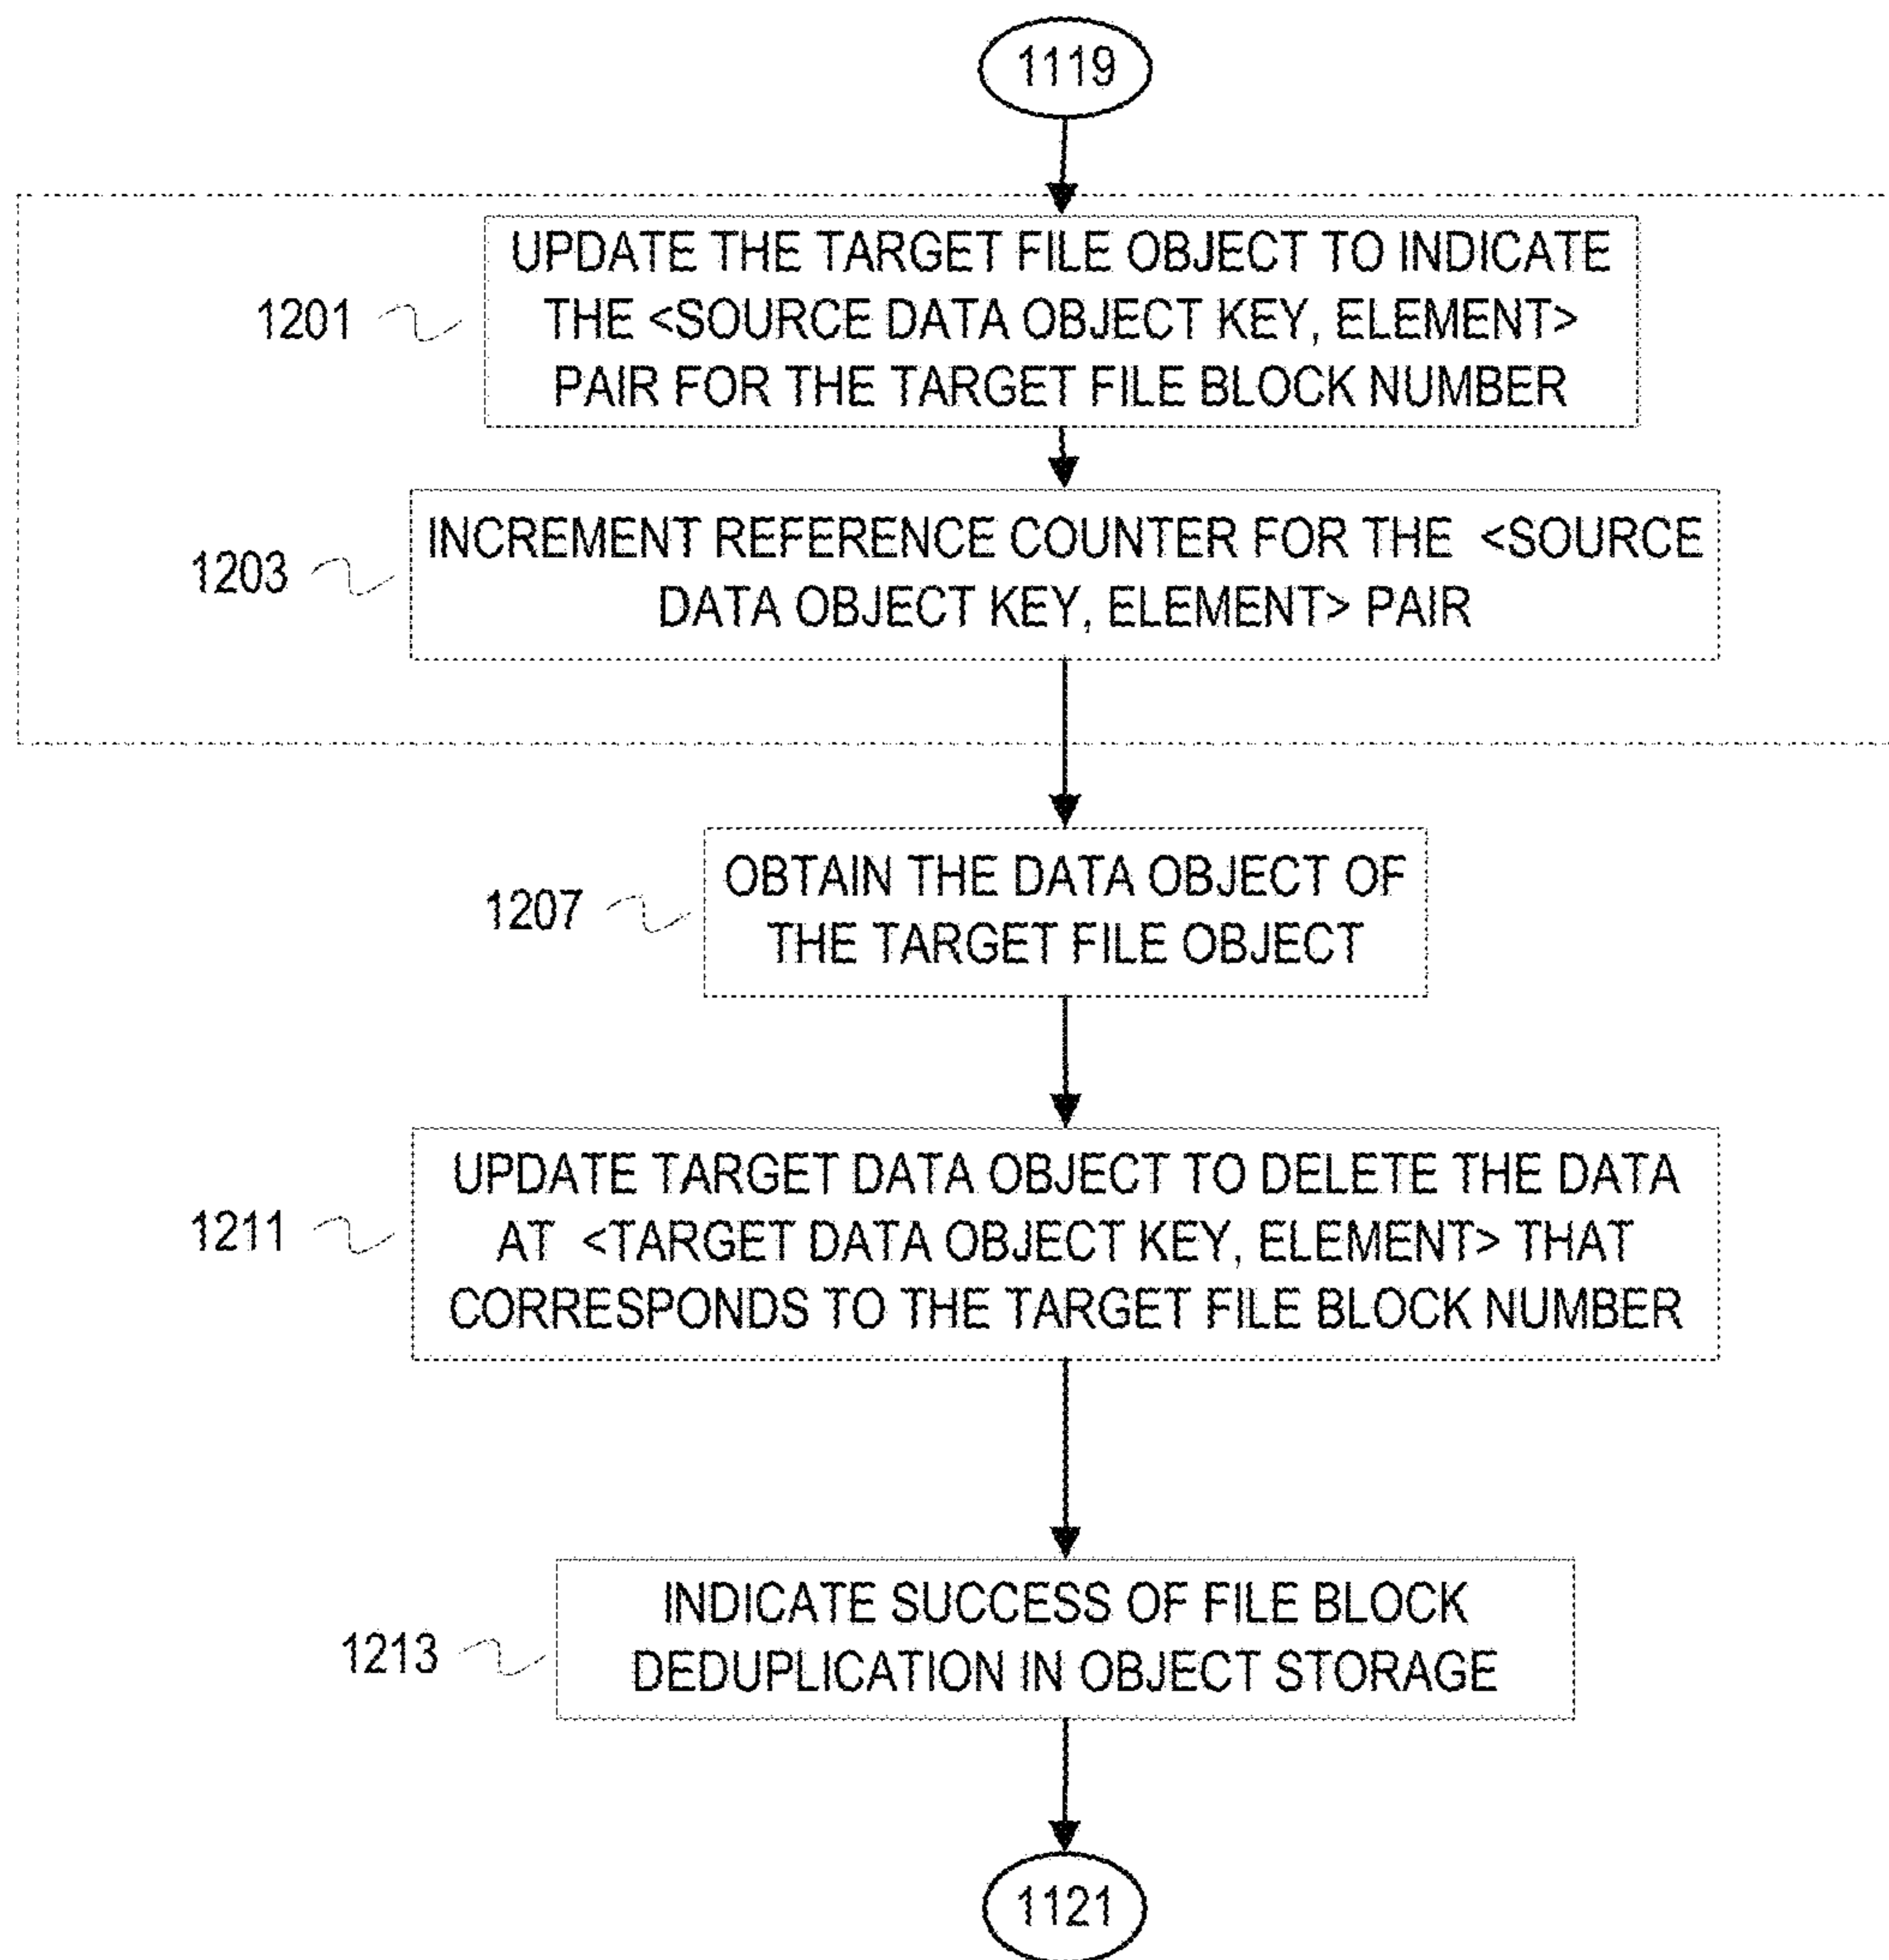 1119
UPDATE THE TARGET FILE OBJECT TO INDICATE
THE <SOURCE DATA OBJECT KEY, ELEMENT>
PAIR FOR THE TARGET FILE BLOCK NUMBER
1201
INCREMENT REFERENCE COUNTER FOR THE <SOURCE
DATA OBJECT KEY, ELEMENT> PAIR
1203
OBTAIN THE DATA OBJECT OF
THE TARGET FILE OBJECT
1207
UPDATE TARGET DATA OBJECT TO DELETE THE DATA
AT <TARGET DATA OBJECT KEY, ELEMENT> THAT
CORRESPONDS TO THE TARGET FILE BLOCK NUMBER
1211
INDICATE SUCCESS OF FILE BLOCK
DEDUPLICATION IN OBJECT STORAGE
1213
1121